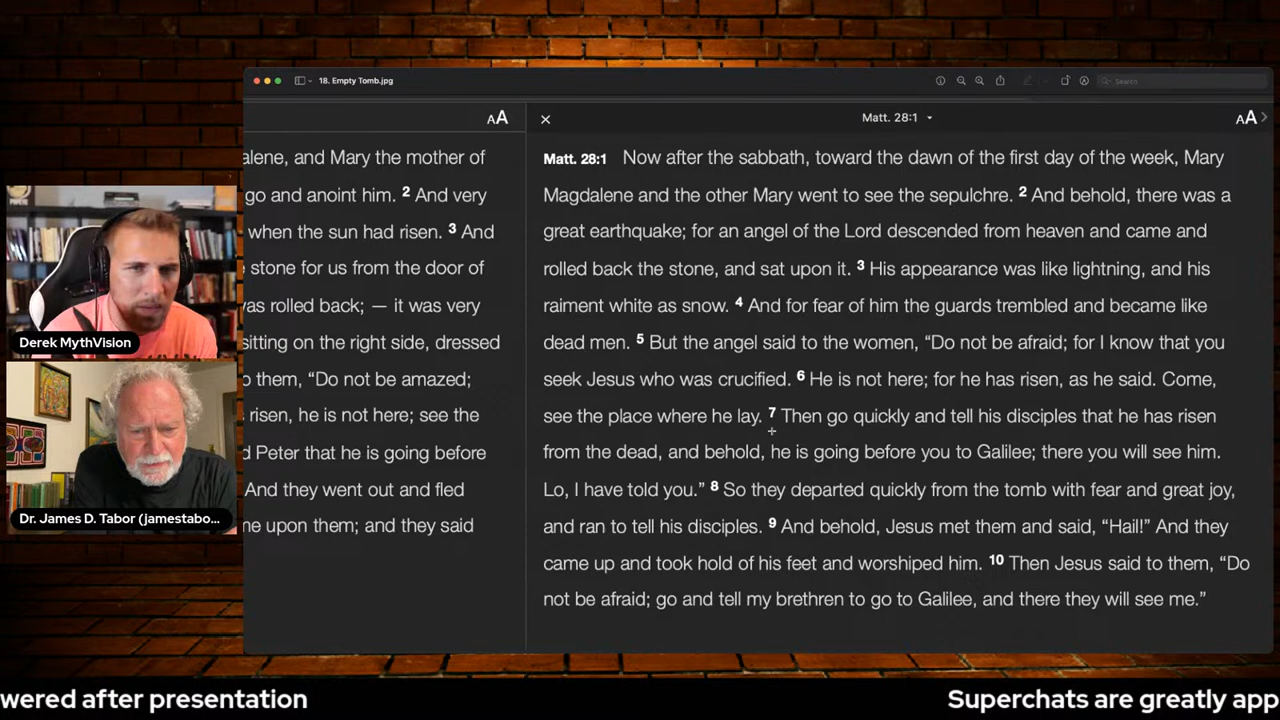 18. Empty Tomb.jpg
Search
AA
Matt. 28:1
AA
alene, and Mary the mother of
go and anoint him. 2 And very
when the sun had risen. 3 And
stone for us from the door of
as rolled back; — it was very
itting on the right side, dressed
them, “Do not be amazed;
risen, he is not here; see the
Peter that he is going before
And they went out and fled
me upon them; and they said
Matt. 28:1 Now after the sabbath, toward the dawn of the first day of the week, Mary
Magdalene and the other Mary went to see the sepulchre. 2 And behold, there was a
great earthquake; for an angel of the Lord descended from heaven and came and
rolled back the stone, and sat upon it. 3 His appearance was like lightning, and his
raiment white as snow. 4 And for fear of him the guards trembled and became like
dead men. 5 But the angel said to the women, “Do not be afraid; for I know that you
seek Jesus who was crucified. 6 He is not here; for he has risen, as he said. Come,
see the place where he lay. 7 Then go quickly and tell his disciples that he has risen
from the dead, and behold, he is going before you to Galilee; there you will see him.
Lo, I have told you.” 8 So they departed quickly from the tomb with fear and great joy,
and ran to tell his disciples. 9 And behold, Jesus met them and said, “Hail!” And they
came up and took hold of his feet and worshiped him. 10 Then Jesus said to them, “Do
not be afraid; go and tell my brethren to go to Galilee, and there they will see me.”
Derek MythVision
Dr. James D. Tabor (jamestabo...
wered after presentation
Superchats are greatly app